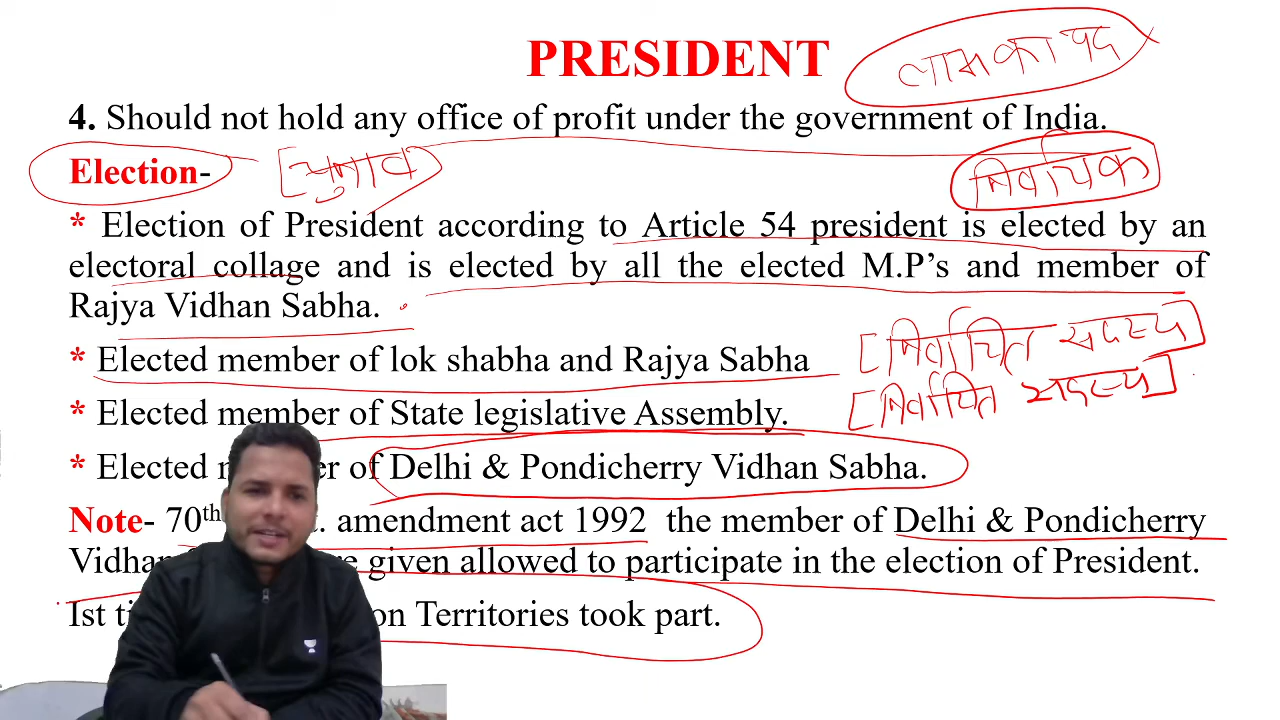 PRESIDENT
लाभ का पद
4. Should not hold any office of profit under the government of India.
Election-
[चुनाव]
निर्वाचक
* Election of President according to Article 54 president is elected by an
electoral collage and is elected by all the elected M.P's and member of
Rajya Vidhan Sabha.
* Elected member of lok shabha and Rajya Sabha
[निर्वाचित सदस्य]
* Elected member of State legislative Assembly.
[निर्वाचित सदस्य]
* Elected of Delhi & Pondicherry Vidhan Sabha.
Note- 70th amendment act 1992 the member of Delhi & Pondicherry
given allowed to participate in the election of President.
Ist Territories took part.